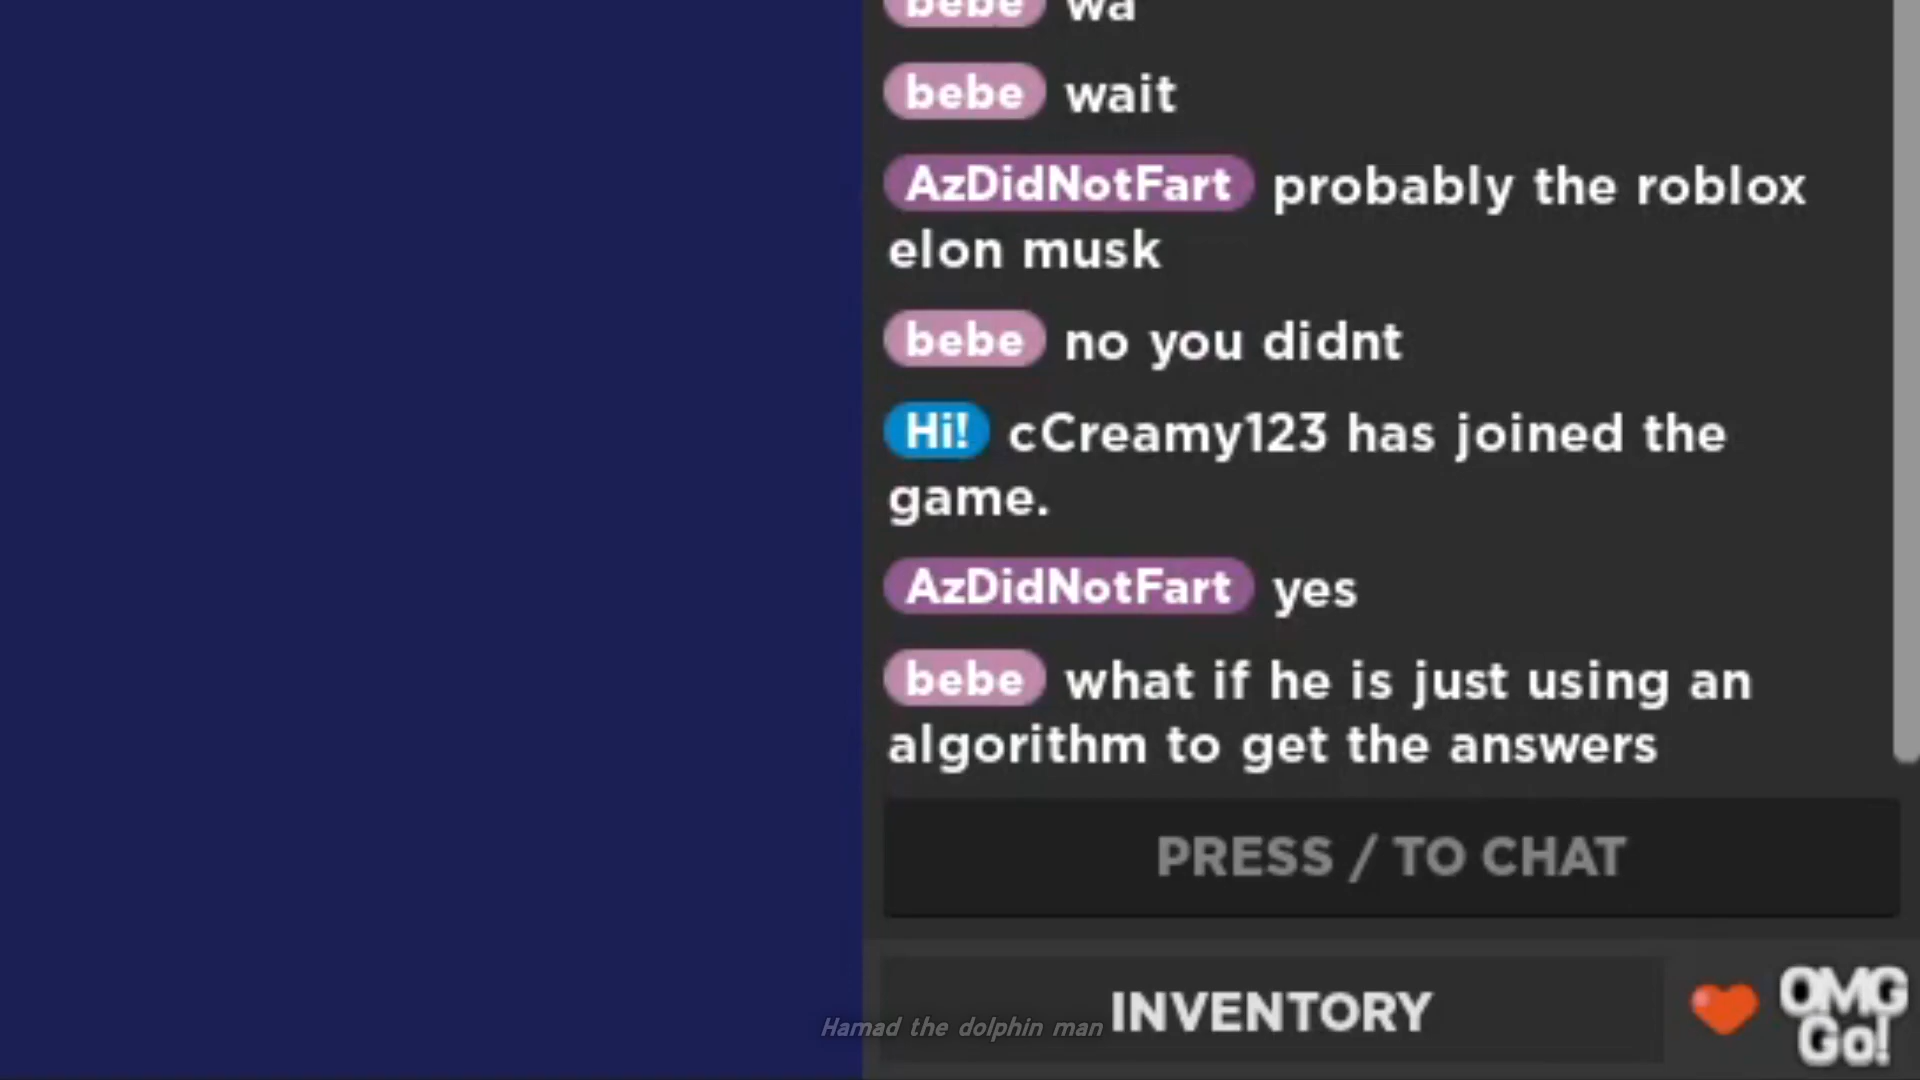 bebe wa
bebe wait
AzDidNotFart probably the roblox
elon musk
bebe no you didnt
Hi! cCreamy123 has joined the
game.
AzDidNotFart yes
bebe what if he is just using an
algorithm to get the answers
PRESS / TO CHAT
INVENTORY
OMG
Go!
Hamad the dolphin man